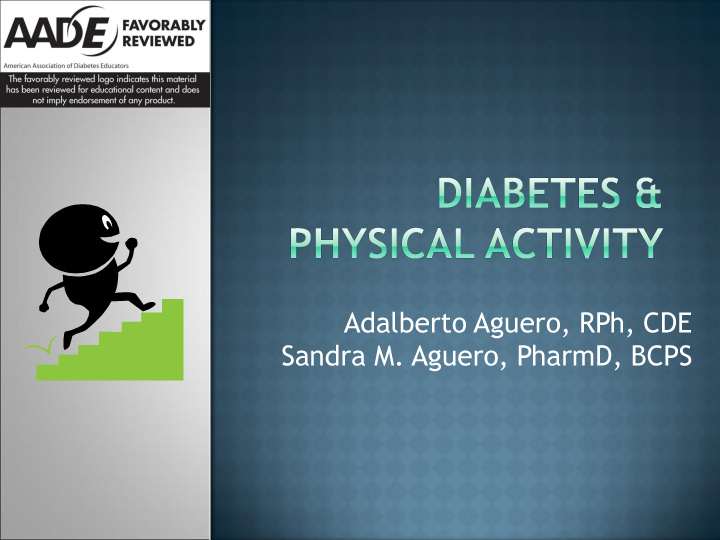 AADE FAVORABLY
REVIEWED
American Association of Diabetes Educators
The favorably reviewed logo indicates this material
has been reviewed for educational content and does
not imply endorsement of any product.
DIABETES &
PHYSICAL ACTIVITY
Adalberto Aguero, RPh, CDE
Sandra M. Aguero, PharmD, BCPS